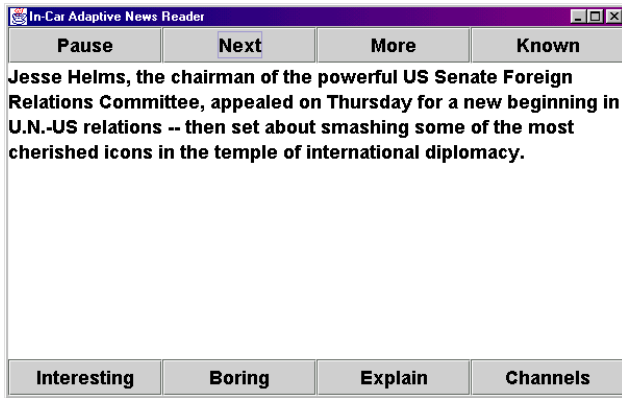 In-Car Adaptive News Reader
Pause Next More Known
Jesse Helms, the chairman of the powerful US Senate Foreign
Relations Committee, appealed on Thursday for a new beginning in
U.N.-US relations -- then set about smashing some of the most
cherished icons in the temple of international diplomacy.
Interesting Boring Explain Channels